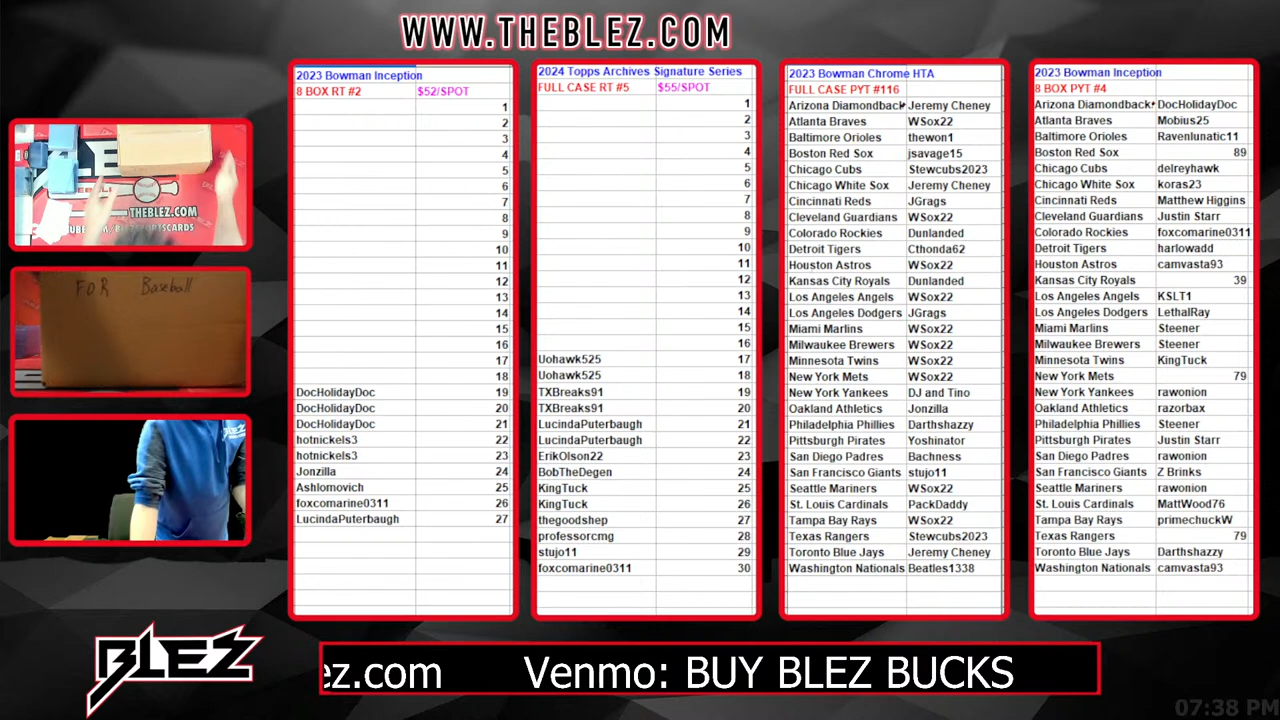 WWW.THEBLEZ.COM
2023 Bowman Inception
8 BOX RT #2 $52/SPOT
1
2
3
4
5
6
7
8
9
10
11
12
13
14
15
16
17
18
DocHolidayDoc 19
DocHolidayDoc 20
DocHolidayDoc 21
hotnickels3 22
hotnickels3 23
Jonzilla 24
Ashlomovich 25
foxcomarine0311 26
LucindaPuterbaugh 27
2024 Topps Archives Signature Series
FULL CASE RT #5 $55/SPOT
1
2
3
4
5
6
7
8
9
10
11
12
13
14
15
16
Uohawk525 17
Uohawk525 18
TXBreaks91 19
TXBreaks91 20
LucindaPuterbaugh 21
LucindaPuterbaugh 22
ErikOlson22 23
BobTheDegen 24
KingTuck 25
KingTuck 26
thegoodshep 27
professorcmg 28
stujo11 29
foxcomarine0311 30
2023 Bowman Chrome HTA
FULL CASE PYT #116
Arizona Diamondback Jeremy Cheney
Atlanta Braves WSox22
Baltimore Orioles thewon1
Boston Red Sox jsavage15
Chicago Cubs Stewcubs2023
Chicago White Sox Jeremy Cheney
Cincinnati Reds JGrags
Cleveland Guardians WSox22
Colorado Rockies Dunlanded
Detroit Tigers Cthonda62
Houston Astros WSox22
Kansas City Royals Dunlanded
Los Angeles Angels WSox22
Los Angeles Dodgers JGrags
Miami Marlins WSox22
Milwaukee Brewers WSox22
Minnesota Twins WSox22
New York Mets WSox22
New York Yankees DJ and Tino
Oakland Athletics Jonzilla
Philadelphia Phillies Darthshazzy
Pittsburgh Pirates Yoshinator
San Diego Padres Bachness
San Francisco Giants stujo11
Seattle Mariners WSox22
St. Louis Cardinals PackDaddy
Tampa Bay Rays WSox22
Texas Rangers Stewcubs2023
Toronto Blue Jays Jeremy Cheney
Washington Nationals Beatles1338
2023 Bowman Inception
8 BOX PYT #4
Arizona Diamondback DocHolidayDoc
Atlanta Braves Mobius25
Baltimore Orioles Ravenlunatic11
Boston Red Sox 89
Chicago Cubs delreyhawk
Chicago White Sox koras23
Cincinnati Reds Matthew Higgins
Cleveland Guardians Justin Starr
Colorado Rockies foxcomarine0311
Detroit Tigers harlowadd
Houston Astros camvasta93
Kansas City Royals 39
Los Angeles Angels KSLT1
Los Angeles Dodgers LethalRay
Miami Marlins Steener
Milwaukee Brewers Steener
Minnesota Twins KingTuck
New York Mets 79
New York Yankees rawonion
Oakland Athletics razorbax
Philadelphia Phillies Steener
Pittsburgh Pirates Justin Starr
San Diego Padres rawonion
San Francisco Giants Z Brinks
Seattle Mariners rawonion
St. Louis Cardinals MattWood76
Tampa Bay Rays primechuckW
Texas Rangers 79
Toronto Blue Jays Darthshazzy
Washington Nationals camvasta93
THEBLEZ.COM
FOR Baseball
BLEZ
BLEZ
ez.com Venmo: BUY BLEZ BUCKS
07:38 PM